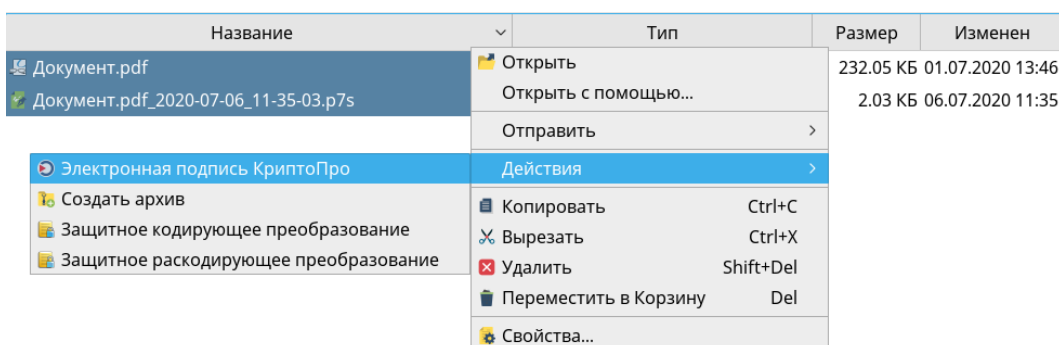 Название Тип Размер Изменен
Документ.pdf 232.05 КБ 01.07.2020 13:46
Документ.pdf_2020-07-06_11-35-03.p7s 2.03 КБ 06.07.2020 11:35
Открыть
Открыть с помощью...
Отправить
Действия
Электронная подпись КриптоПро
Создать архив
Защитное кодирующее преобразование
Защитное раскодирующее преобразование
Копировать Ctrl+C
Вырезать Ctrl+X
Удалить Shift+Del
Переместить в Корзину Del
Свойства...